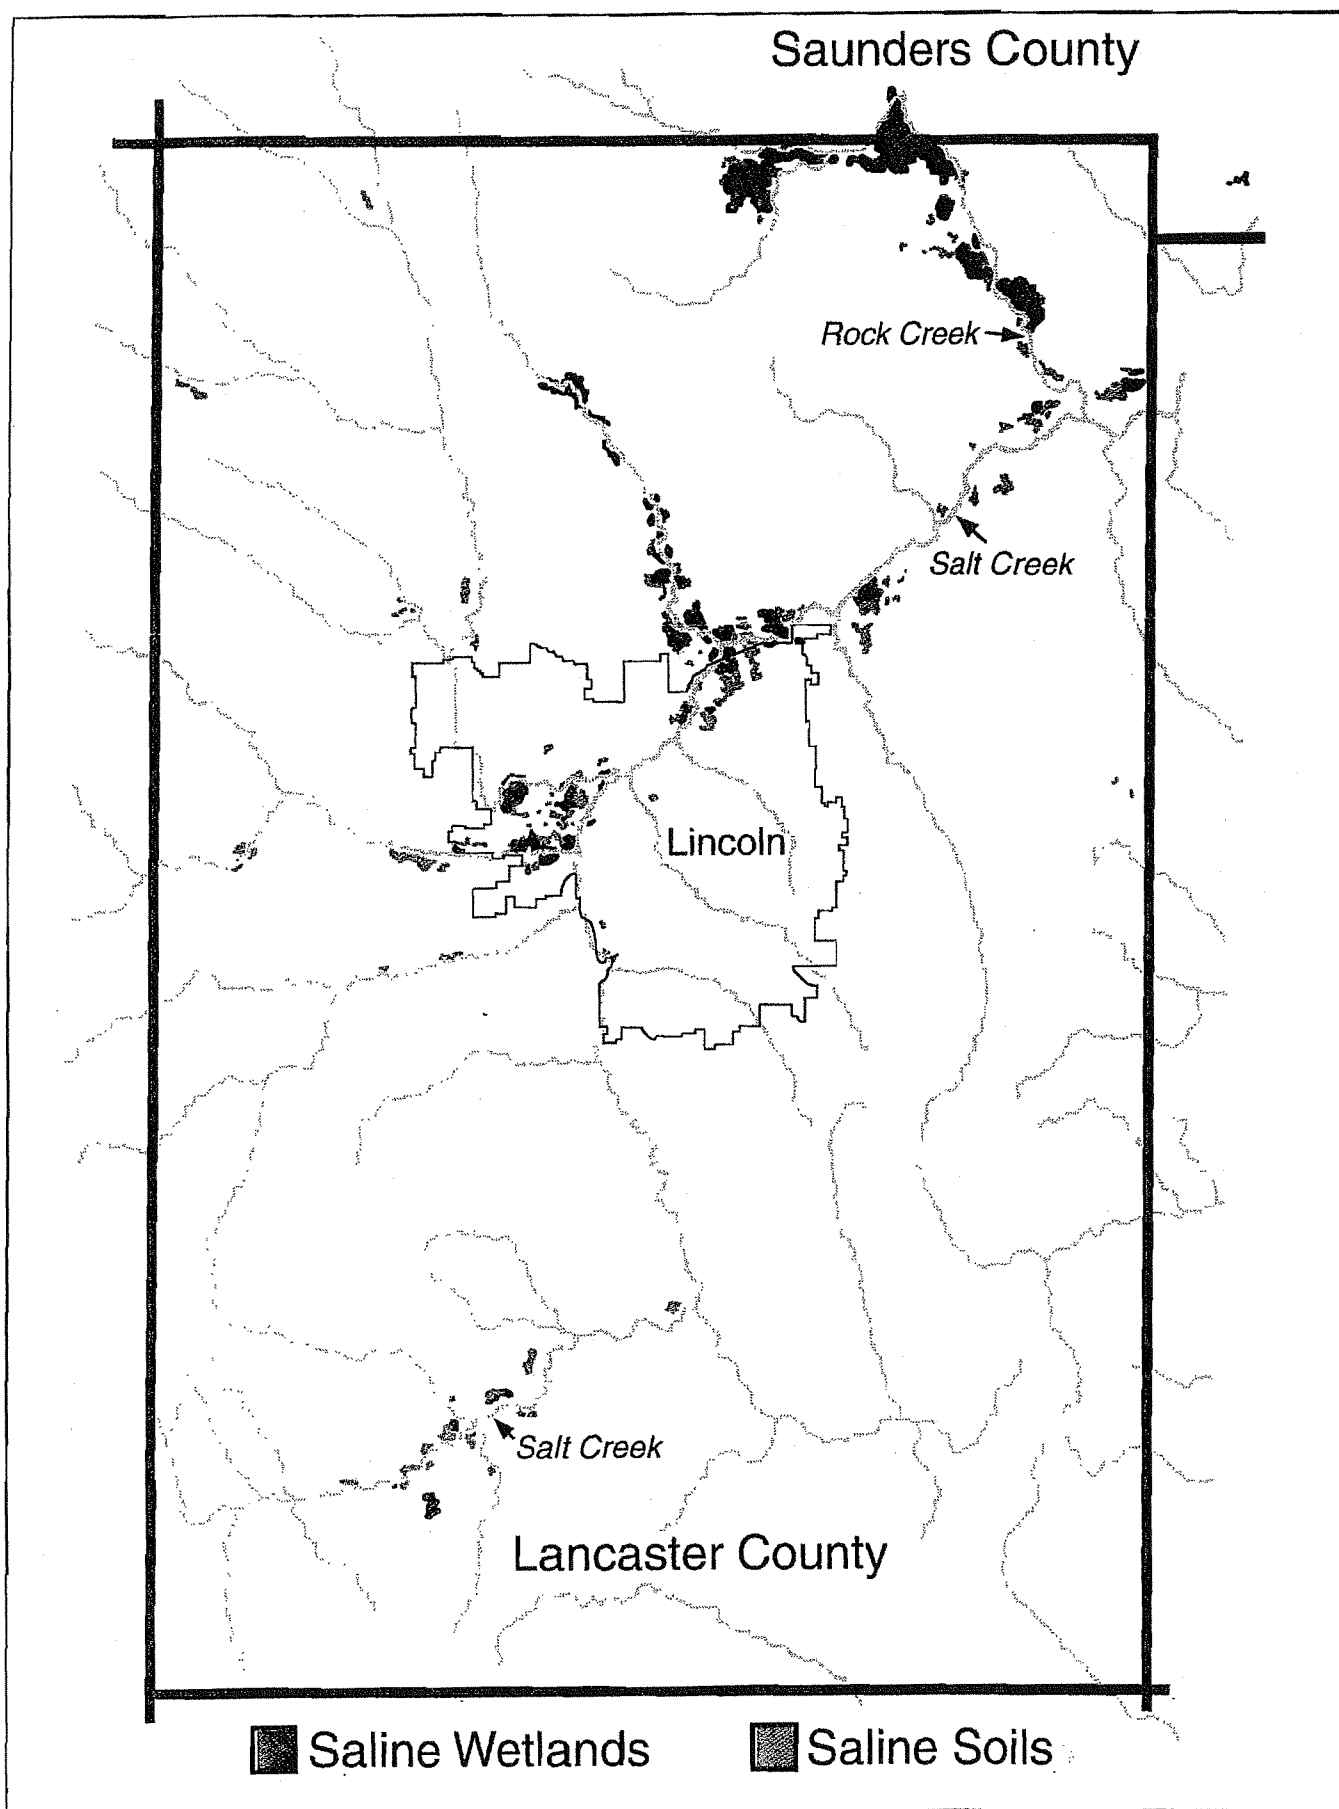 Saunders County
Rock Creek
Salt Creek
Lincoln
Salt Creek
Lancaster County
Saline Wetlands
Saline Soils